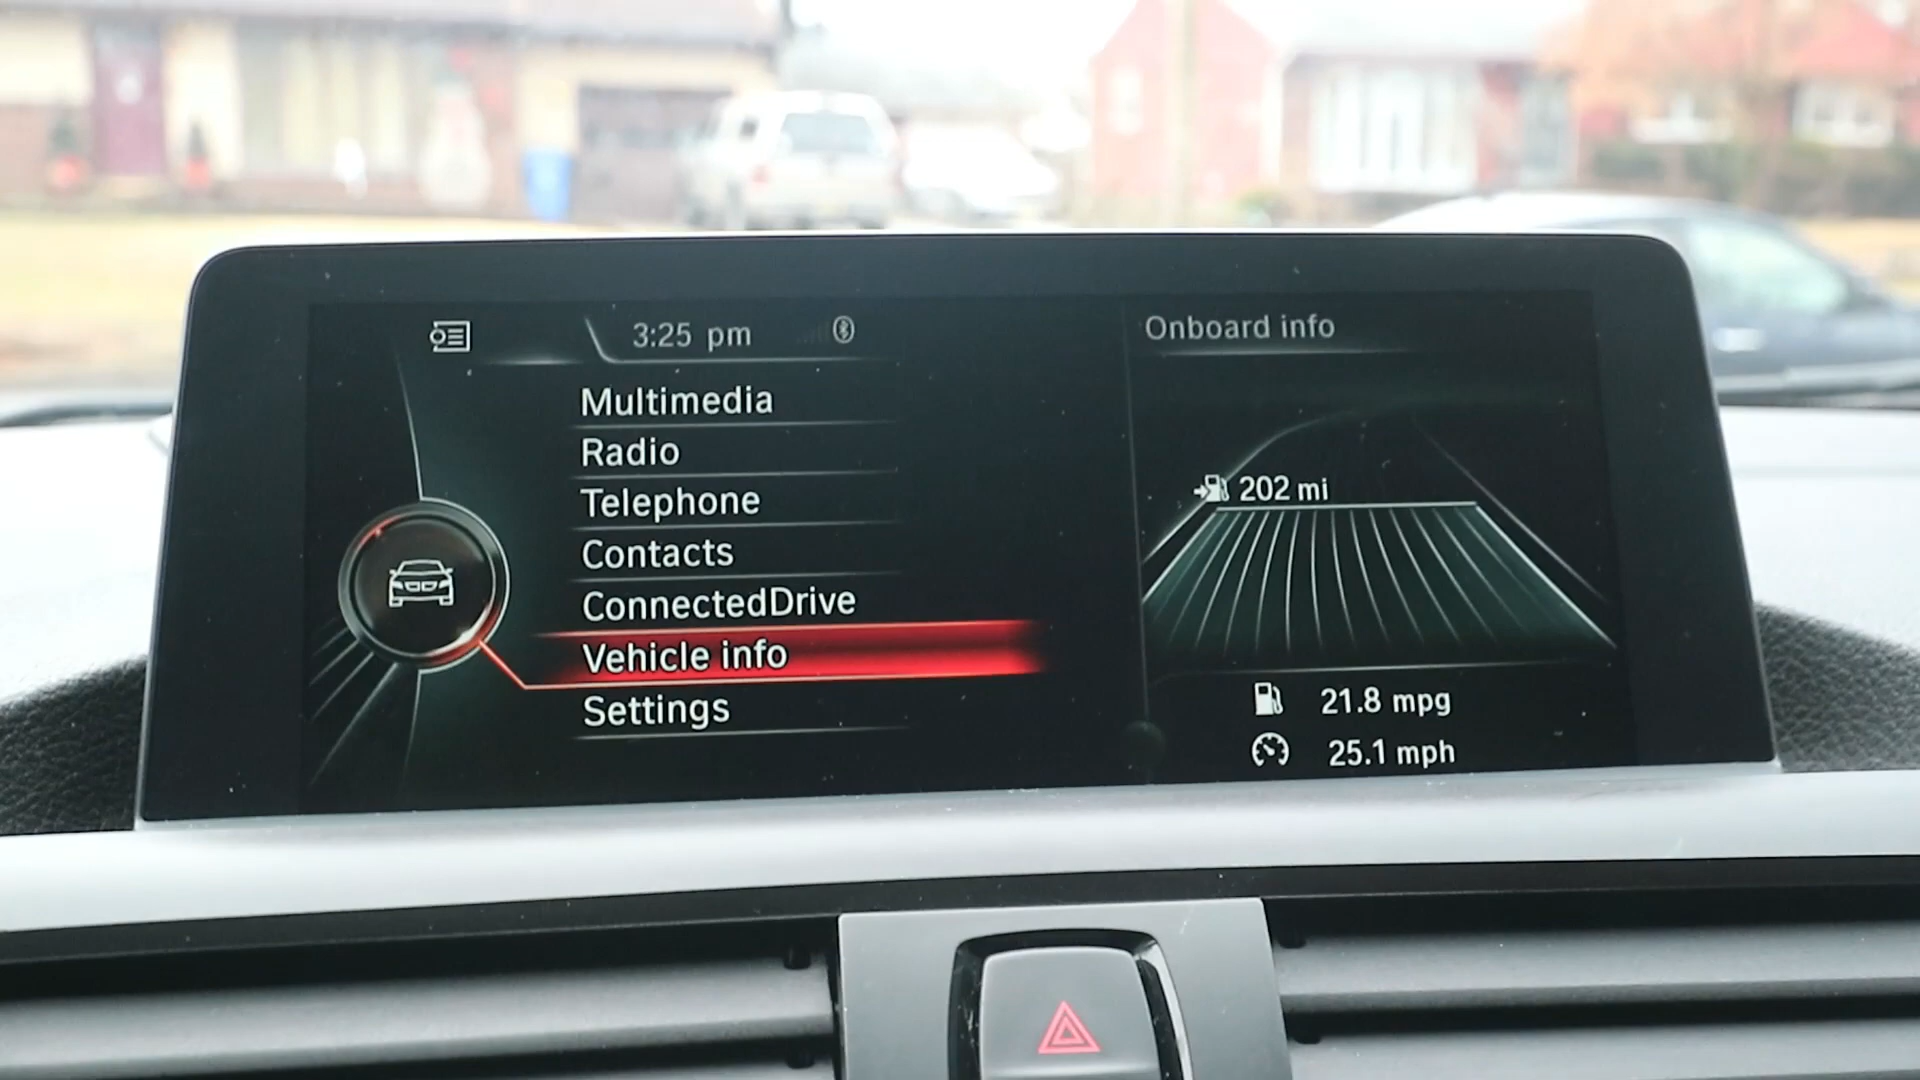 3:25 pm
Multimedia
Radio
Telephone
Contacts
ConnectedDrive
Vehicle info
Settings
Onboard info
202 mi
21.8 mpg
25.1 mph